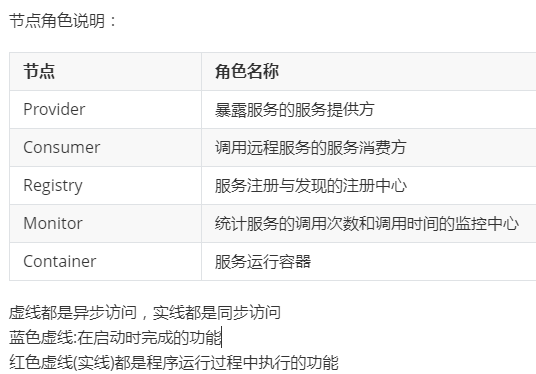 节点角色说明：
节点 角色名称
Provider 暴露服务的服务提供方
Consumer 调用远程服务的服务消费方
Registry 服务注册与发现的注册中心
Monitor 统计服务的调用次数和调用时间的监控中心
Container 服务运行容器
虚线都是异步访问，实线都是同步访问
蓝色虚线:在启动时完成的功能
红色虚线(实线)都是程序运行过程中执行的功能